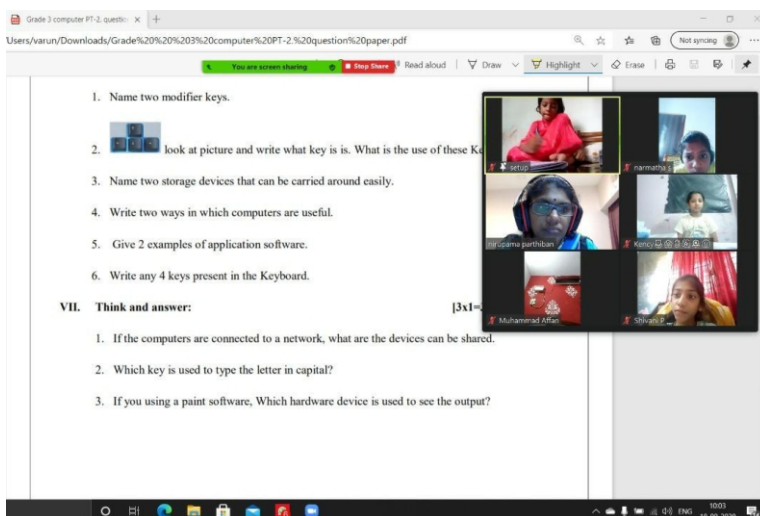 Grade 3 computer PT-2. questio
Not syncing
Users/varun/Downloads/Grade%20%20%203%20computer%20PT-2.%20question%20paper.pdf
You are screen sharing
Stop Share
Read aloud
Draw
Highlight
Erase
1. Name two modifier keys.
2. look at picture and write what key is is. What is the use of these Ke
3. Name two storage devices that can be carried around easily.
4. Write two ways in which computers are useful.
5. Give 2 examples of application software.
6. Write any 4 keys present in the Keyboard.
VII. Think and answer: [3x1=
1. If the computers are connected to a network, what are the devices can be shared.
2. Which key is used to type the letter in capital?
3. If you using a paint software, Which hardware device is used to see the output?
setup
narmatha s
nirupama parthiban
Muhammad Affan
Shivani P
ENG
10:03